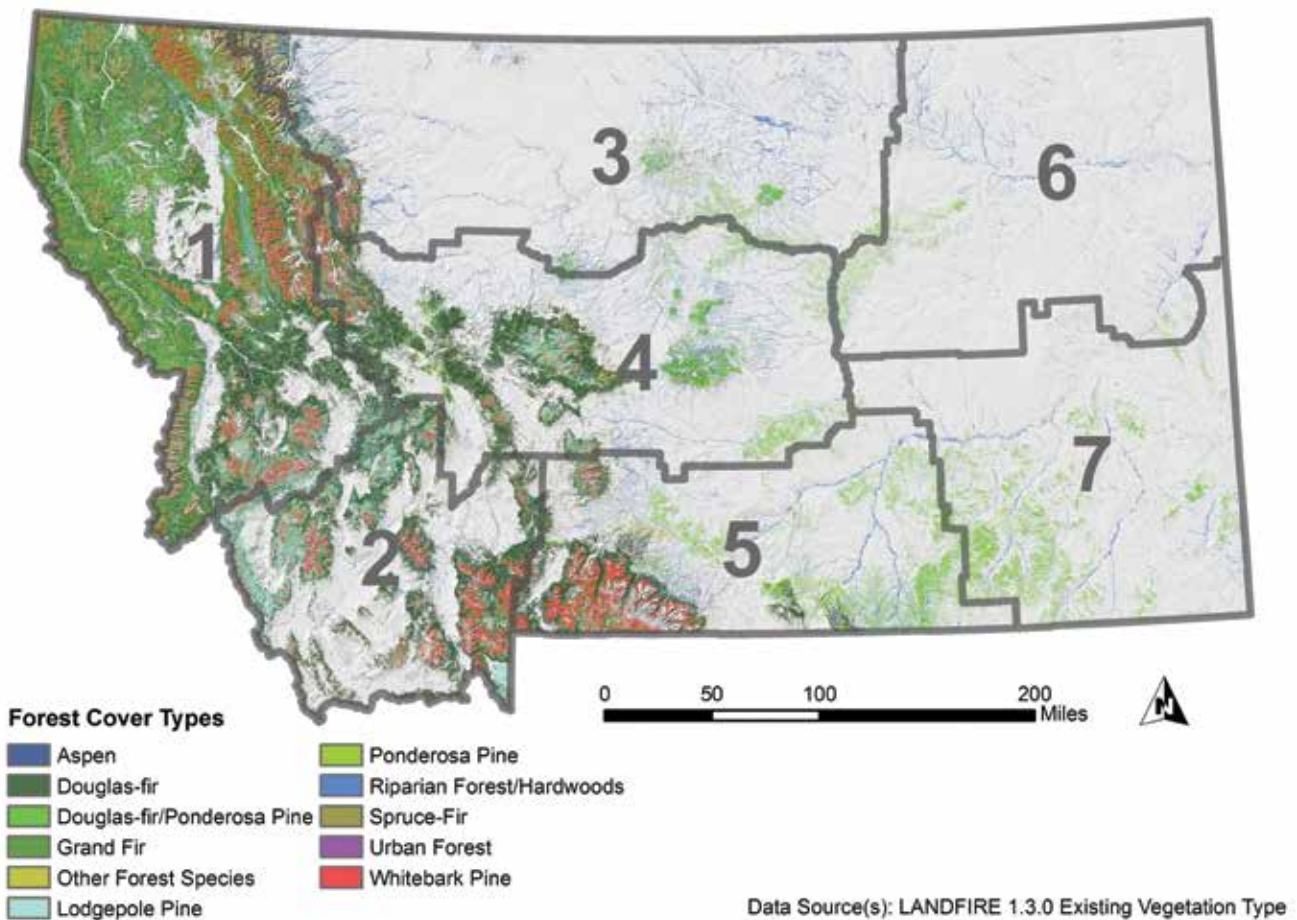 3
6
1
4
7
5
2
0 50 100 200
Miles
N
Forest Cover Types
Aspen
Douglas-fir
Douglas-fir/Ponderosa Pine
Grand Fir
Other Forest Species
Lodgepole Pine
Ponderosa Pine
Riparian Forest/Hardwoods
Spruce-Fir
Urban Forest
Whitebark Pine
Data Source(s): LANDFIRE 1.3.0 Existing Vegetation Type